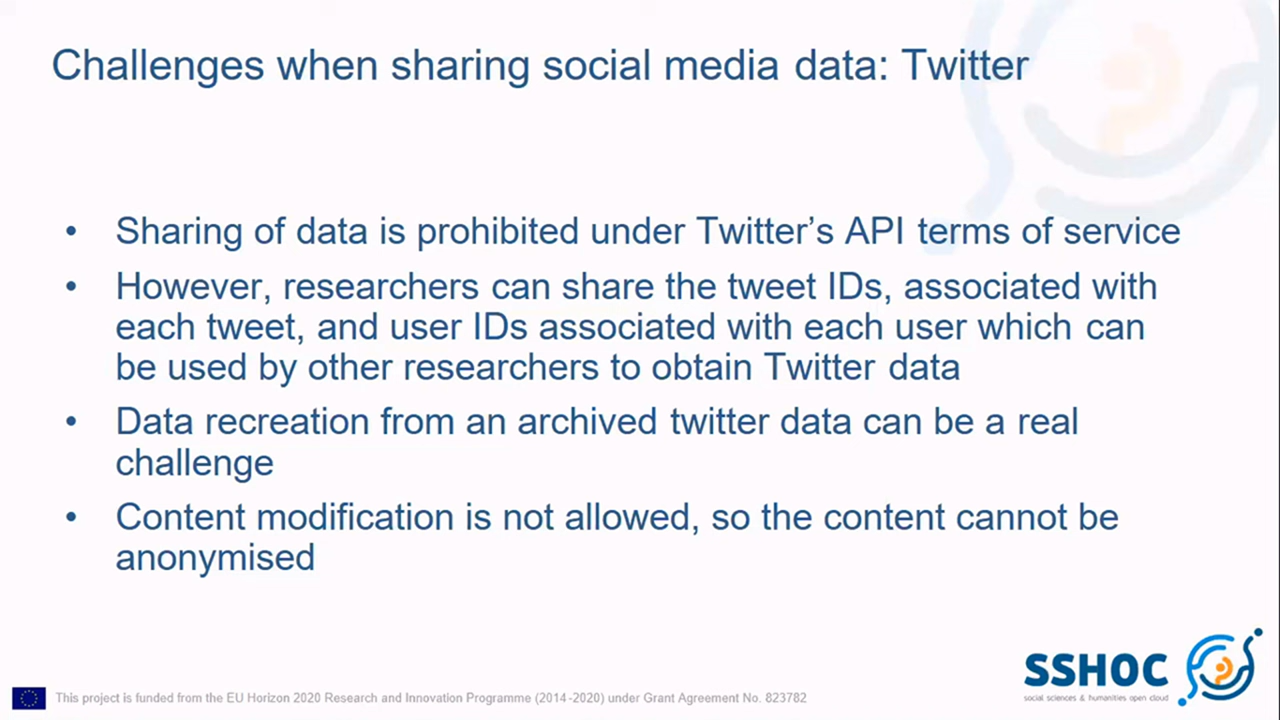 Challenges when sharing social media data: Twitter
• Sharing of data is prohibited under Twitter’s API terms of service
• However, researchers can share the tweet IDs, associated with
each tweet, and user IDs associated with each user which can
be used by other researchers to obtain Twitter data
• Data recreation from an archived twitter data can be a real
challenge
• Content modification is not allowed, so the content cannot be
anonymised
SSHOC
social sciences & humanities open cloud
This project is funded from the EU Horizon 2020 Research and Innovation Programme (2014-2020) under Grant Agreement No. 823782